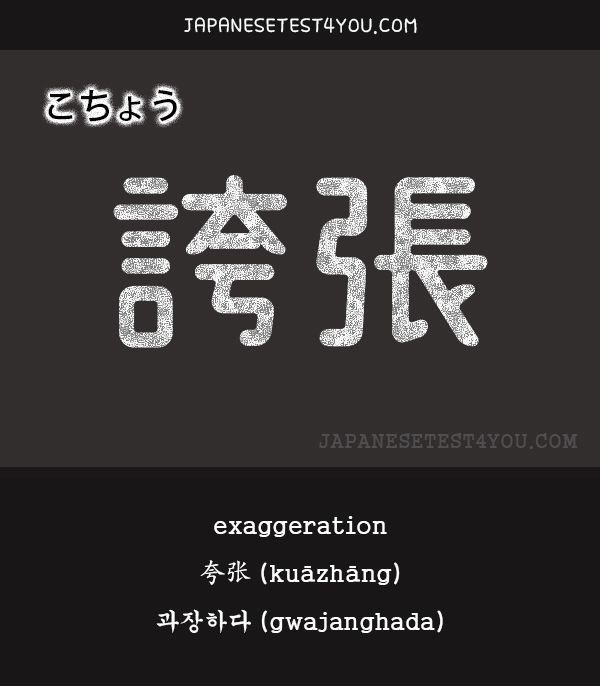 JAPANESETEST4YOU.COM
こちょう
誇張
JAPANESETEST4YOU.COM
exaggeration
夸张 (kuāzhāng)
과장하다 (gwajanghada)